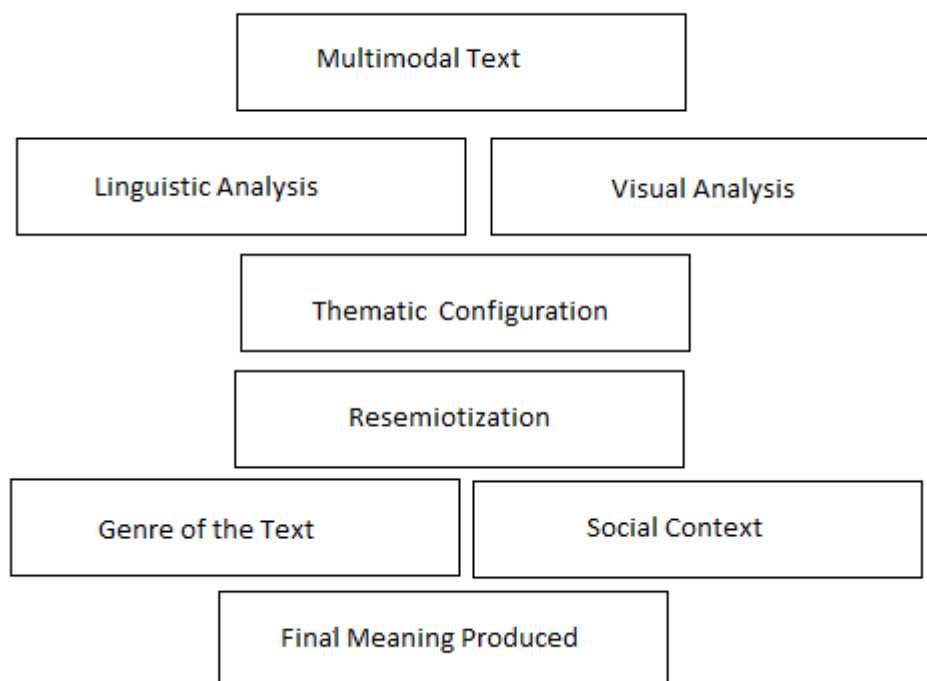 Multimodal Text
Linguistic Analysis
Visual Analysis
Thematic Configuration
Resemiotization
Genre of the Text
Social Context
Final Meaning Produced